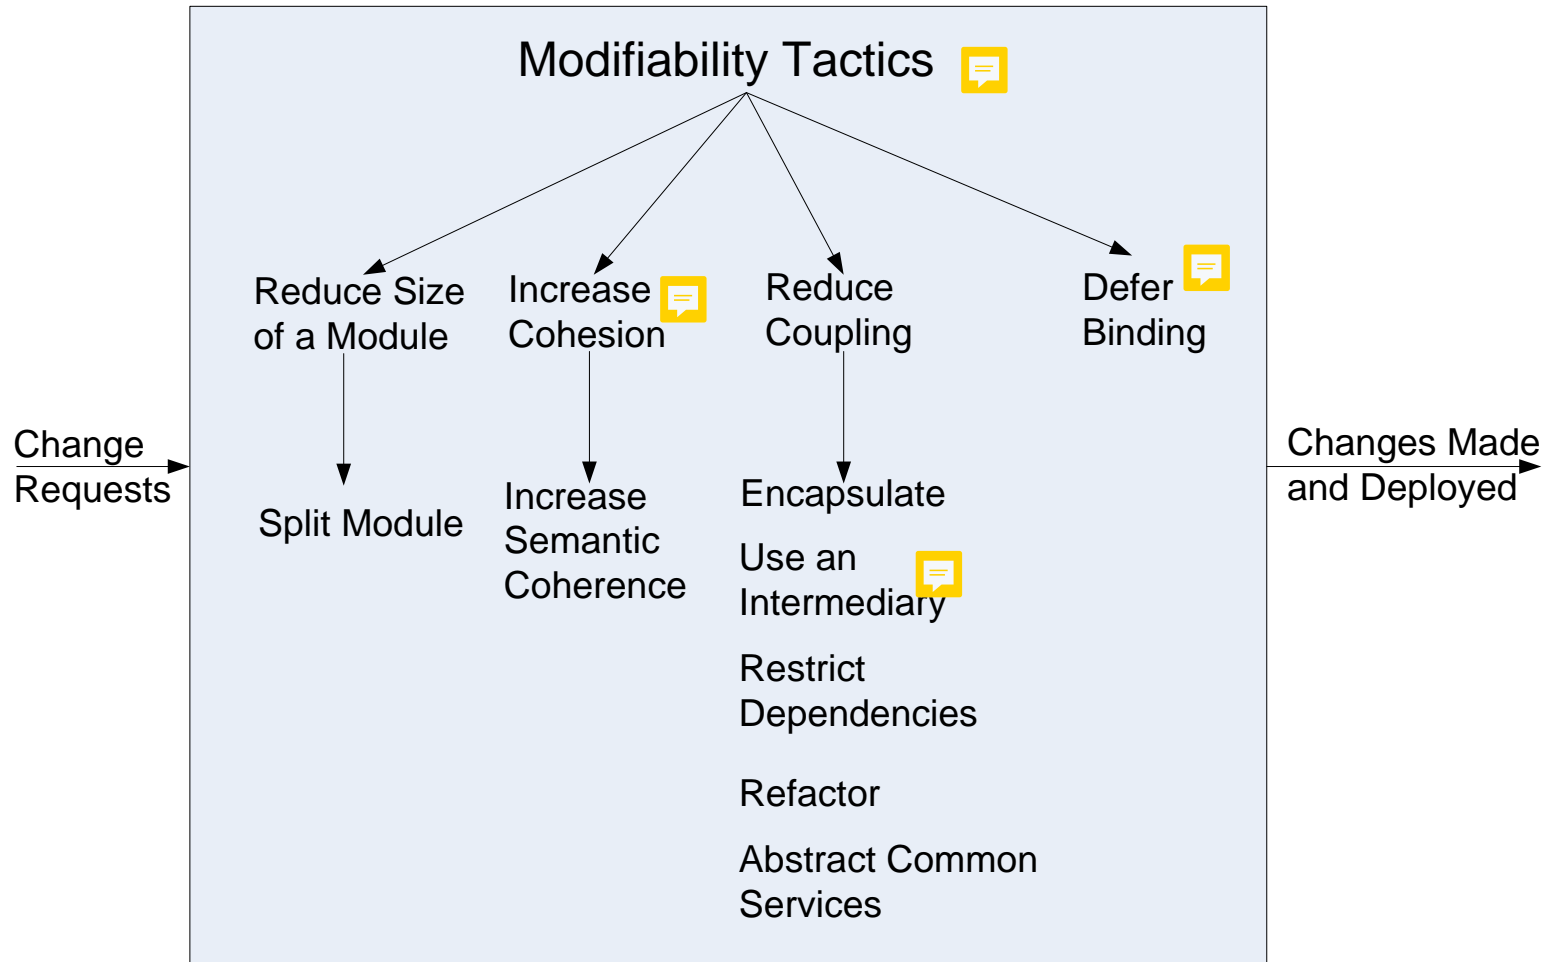 Modifiability Tactics
Reduce Size
of a Module
Increase
Cohesion
Reduce
Coupling
Defer
Binding
Change
Requests
Changes Made
and Deployed
Split Module
Increase
Semantic
Coherence
Encapsulate
Use an
Intermediary
Restrict
Dependencies
Refactor
Abstract Common
Services